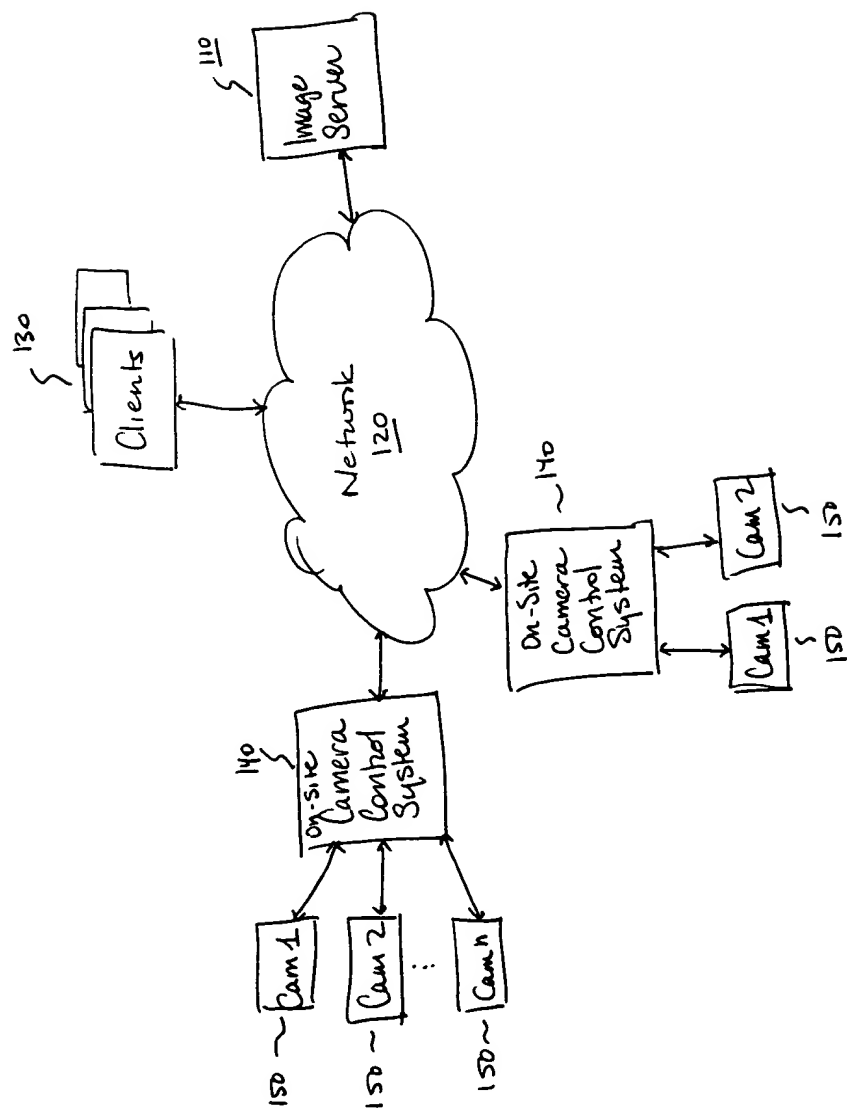 130
Clients
110
Image
Server
Network
120
140
On-Site
Camera
Control
System
140
On-Site
Camera
Control
System
150
Cam 1
150
Cam 2
...
150
Cam n
Cam 1
150
Cam 2
150